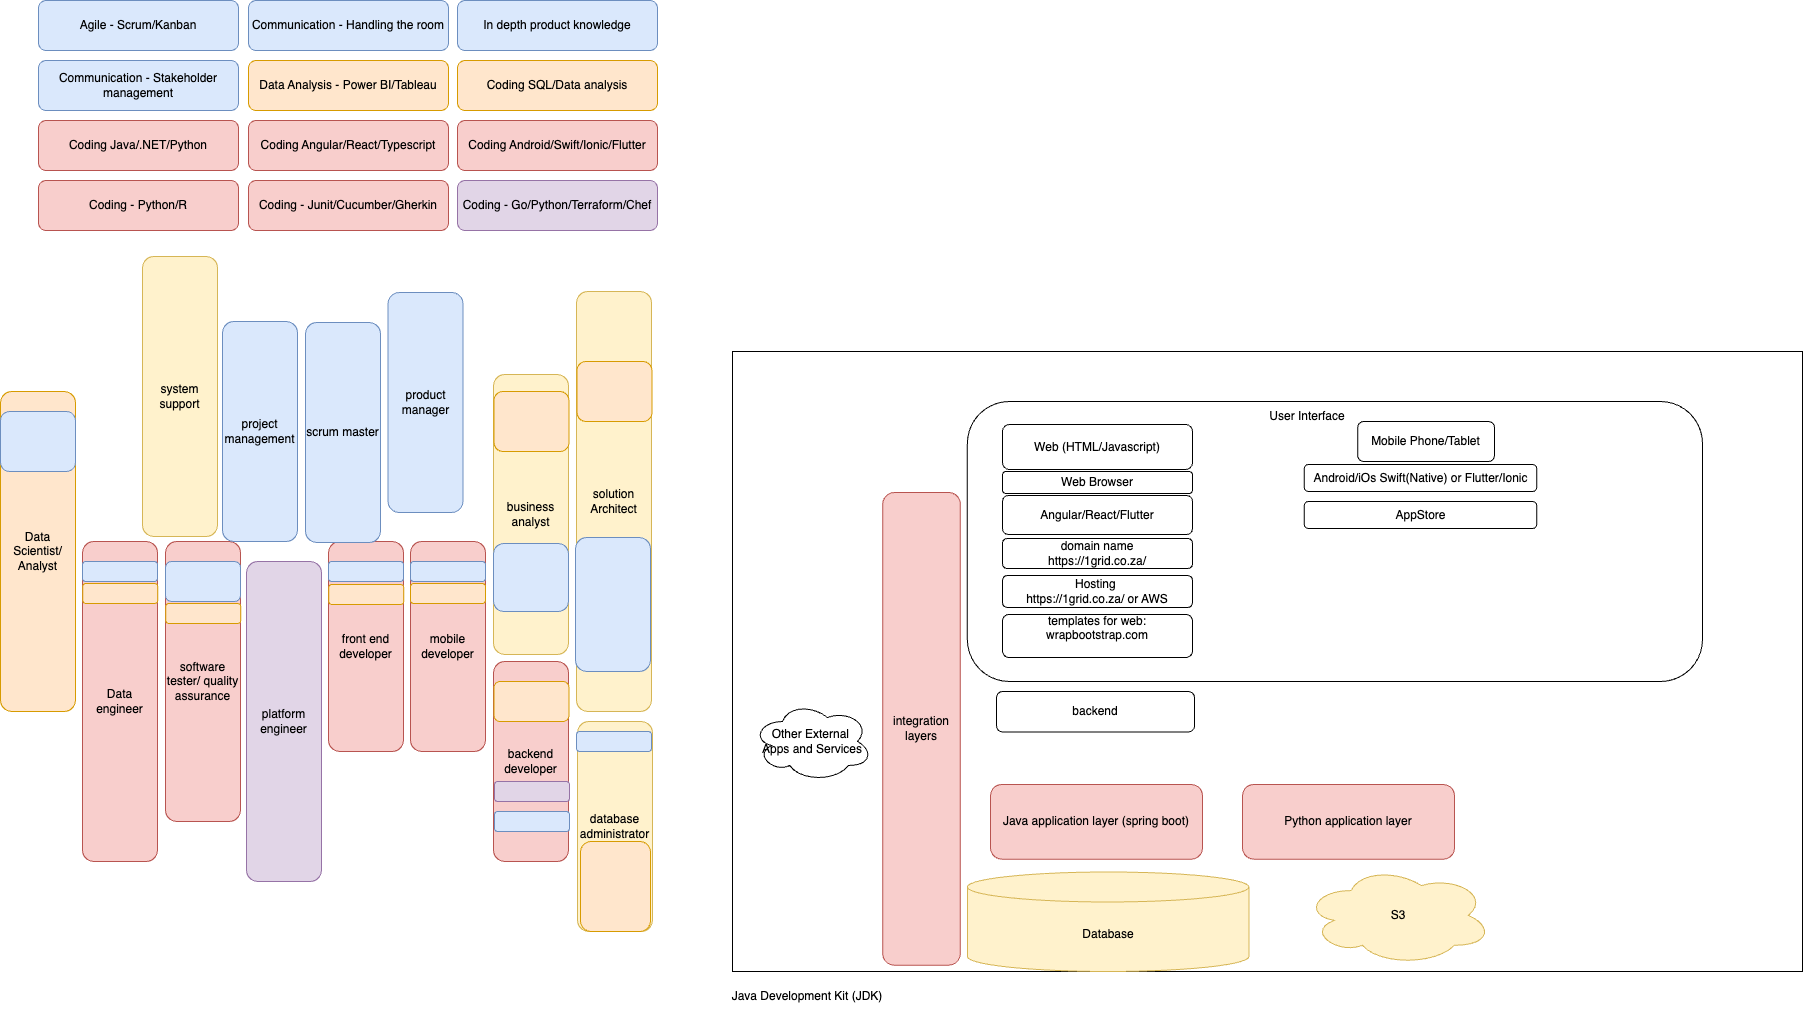 Agile - Scrum/Kanban
Communication - Handling the room
In depth product knowledge
Communication - Stakeholder
management
Data Analysis - Power BI/Tableau
Coding SQL/Data analysis
Coding Java/.NET/Python
Coding Angular/React/Typescript
Coding Android/Swift/Ionic/Flutter
Coding - Python/R
Coding - Junit/Cucumber/Gherkin
Coding - Go/Python/Terraform/Chef
system
support
project
management
scrum master
product
manager
business
analyst
solution
Architect
Data
Scientist/
Analyst
Data
engineer
software
tester/ quality
assurance
platform
engineer
front end
developer
mobile
developer
backend
developer
database
administrator
User Interface
Web (HTML/Javascript)
Web Browser
Angular/React/Flutter
domain name
https://1grid.co.za/
Hosting
https://1grid.co.za/ or AWS
templates for web:
wrapbootstrap.com
Mobile Phone/Tablet
Android/iOs Swift(Native) or Flutter/Ionic
AppStore
backend
Other External
Apps and Services
integration
layers
Java application layer (spring boot)
Python application layer
Database
S3
Java Development Kit (JDK)